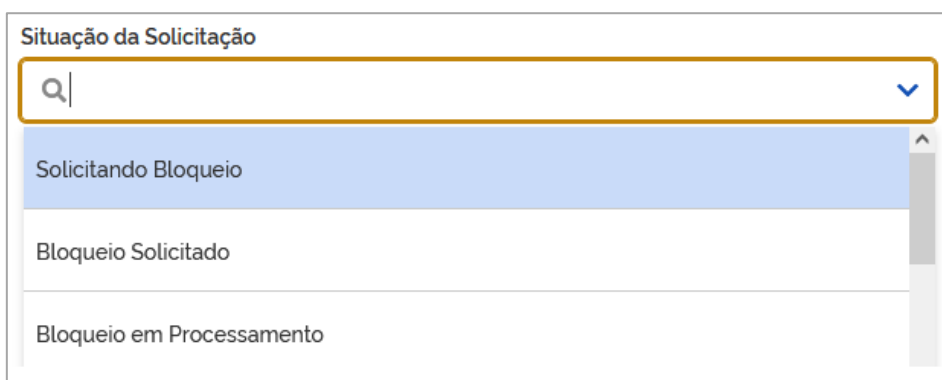 Situação da Solicitação
Solicitando Bloqueio
Bloqueio Solicitado
Bloqueio em Processamento